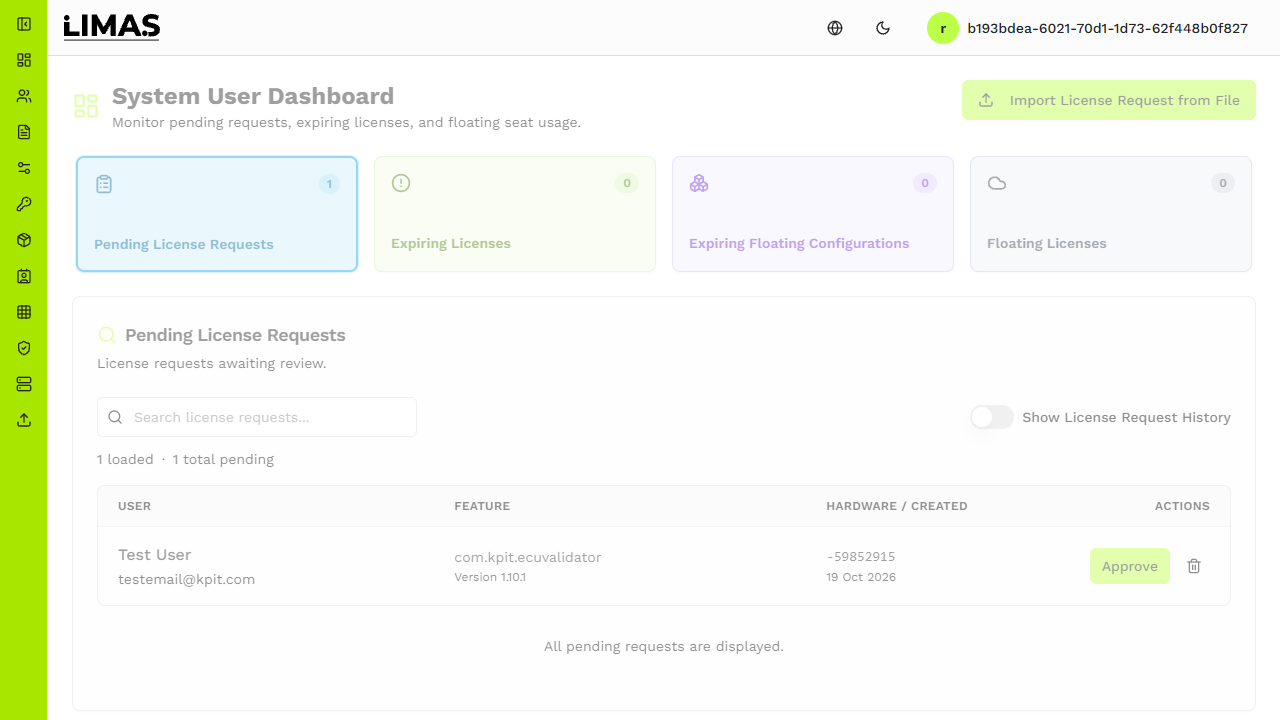 LIMAS
r
b193bdea-6021-70d1-1d73-62f448b0f827
System User Dashboard
Monitor pending requests, expiring licenses, and floating seat usage.
Import License Request from File
1
Pending License Requests
0
Expiring Licenses
0
Expiring Floating Configurations
0
Floating Licenses
Pending License Requests
License requests awaiting review.
Search license requests...
Show License Request History
1 loaded · 1 total pending
USER FEATURE HARDWARE / CREATED ACTIONS
Test User com.kpit.ecuvalidator -59852915 Approve
testemail@kpit.com Version 1.10.1 19 Oct 2026
All pending requests are displayed.